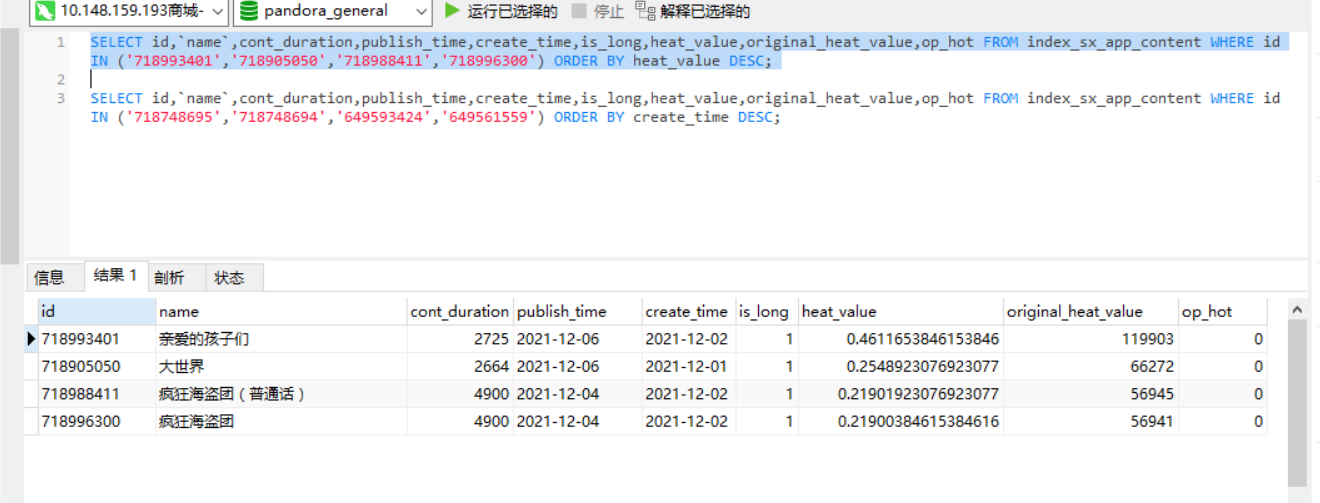 10.148.159.193商城- pandora_general 运行已选择的 停止 解释已选择的
1 SELECT id,`name`,cont_duration,publish_time,create_time,is_long,heat_value,original_heat_value,op_hot FROM index_sx_app_content WHERE id
IN ('718993401','718905050','718988411','718996300') ORDER BY heat_value DESC;
2
3 SELECT id,`name`,cont_duration,publish_time,create_time,is_long,heat_value,original_heat_value,op_hot FROM index_sx_app_content WHERE id
IN ('718748695','718748694','649593424','649561559') ORDER BY create_time DESC;
信息 结果 1 剖析 状态
id name cont_duration publish_time create_time is_long heat_value original_heat_value op_hot
718993401 亲爱的孩子们 2725 2021-12-06 2021-12-02 1 0.4611653846153846 119903 0
718905050 大世界 2664 2021-12-06 2021-12-01 1 0.2548923076923077 66272 0
718988411 疯狂海盗团（普通话） 4900 2021-12-04 2021-12-02 1 0.21901923076923077 56945 0
718996300 疯狂海盗团 4900 2021-12-04 2021-12-02 1 0.21900384615384616 56941 0